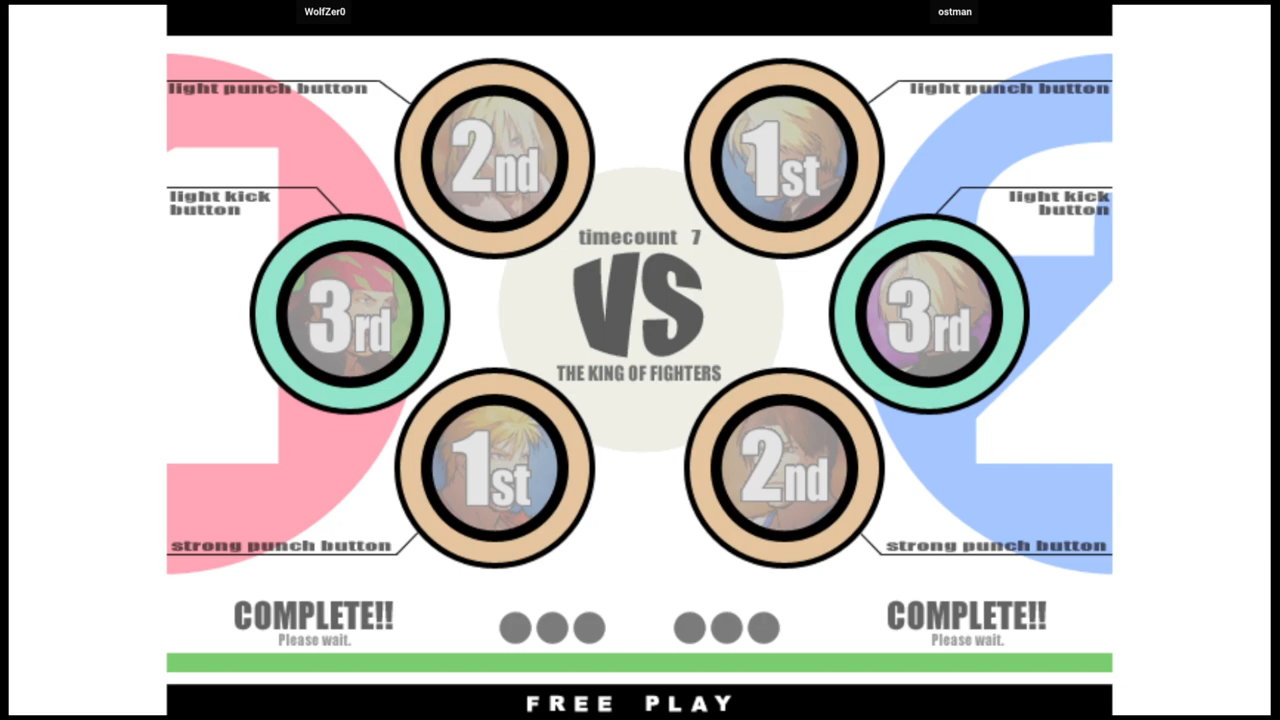 WolfZer0
ostman
light punch button
light punch button
2nd
1st
light kick
button
light kick
button
timecount 7
VS
THE KING OF FIGHTERS
3rd
3rd
1st
2nd
strong punch button
strong punch button
COMPLETE!!
Please wait.
COMPLETE!!
Please wait.
FREE PLAY